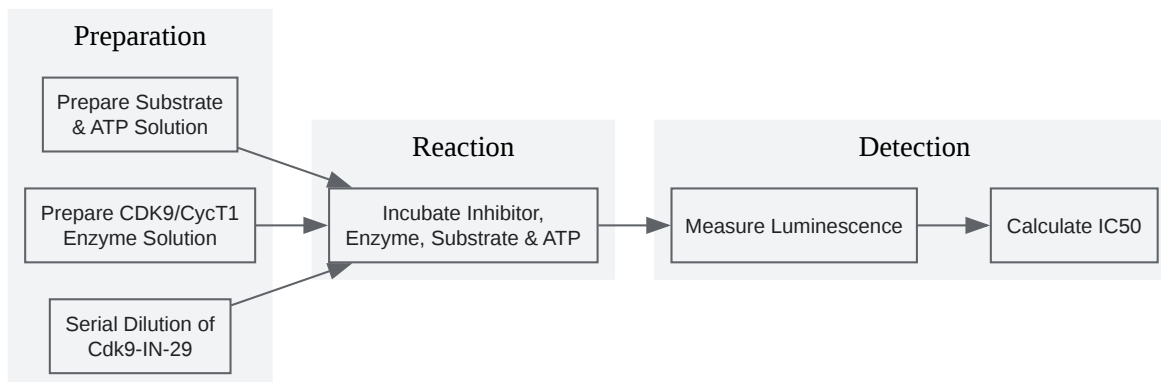 Preparation
Prepare Substrate
& ATP Solution
Prepare CDK9/CycT1
Enzyme Solution
Serial Dilution of
Cdk9-IN-29
Reaction
Incubate Inhibitor,
Enzyme, Substrate & ATP
Detection
Measure Luminescence
Calculate IC50